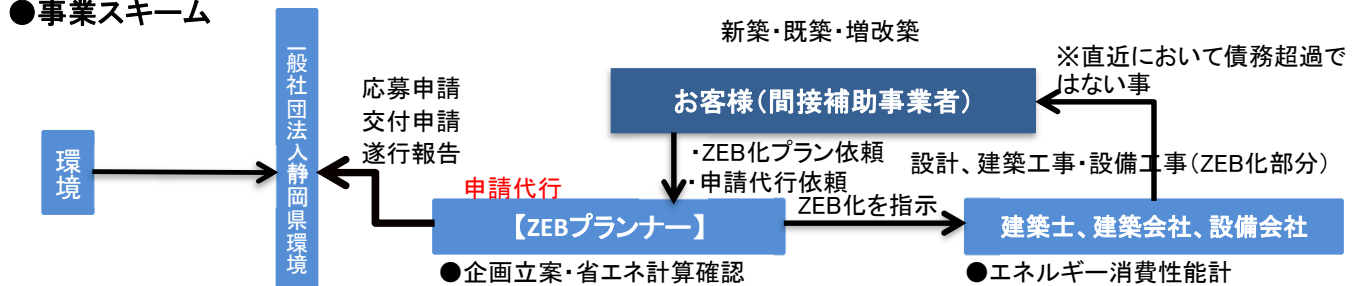 ●事業スキーム
新築・既築・増改築
※直近において債務超過で
はない事
一般社団法人静岡県環境
応募申請
交付申請
遂行報告
お客様(間接補助事業者)
環境
・ZEB化プラン依頼
・申請代行依頼
設計、建築工事・設備工事(ZEB化部分)
申請代行
ZEB化を指示
【ZEBプランナー】
建築士、建築会社、設備会社
●企画立案・省エネ計算確認
●エネルギー消費性能計